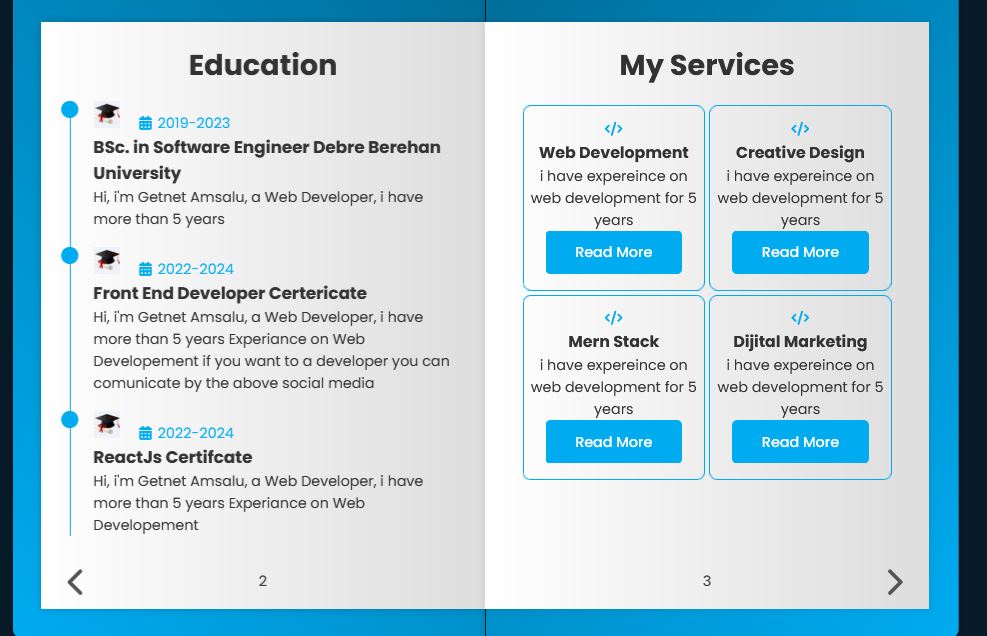 Education
2019-2023
BSc. in Software Engineer Debre Berehan
University
Hi, i'm Getnet Amsalu, a Web Developer, i have
more than 5 years
2022-2024
Front End Developer Certericate
Hi, i'm Getnet Amsalu, a Web Developer, i have
more than 5 years Experiance on Web
Developement if you want to a developer you can
comunicate by the above social media
2022-2024
ReactJs Certifcate
Hi, i'm Getnet Amsalu, a Web Developer, i have
more than 5 years Experiance on Web
Developement
2
My Services
</>
Web Development
i have expereince on
web development for 5
years
Read More
</>
Creative Design
i have expereince on
web development for 5
years
Read More
</>
Mern Stack
i have expereince on
web development for 5
years
Read More
</>
Dijital Marketing
i have expereince on
web development for 5
years
Read More
3